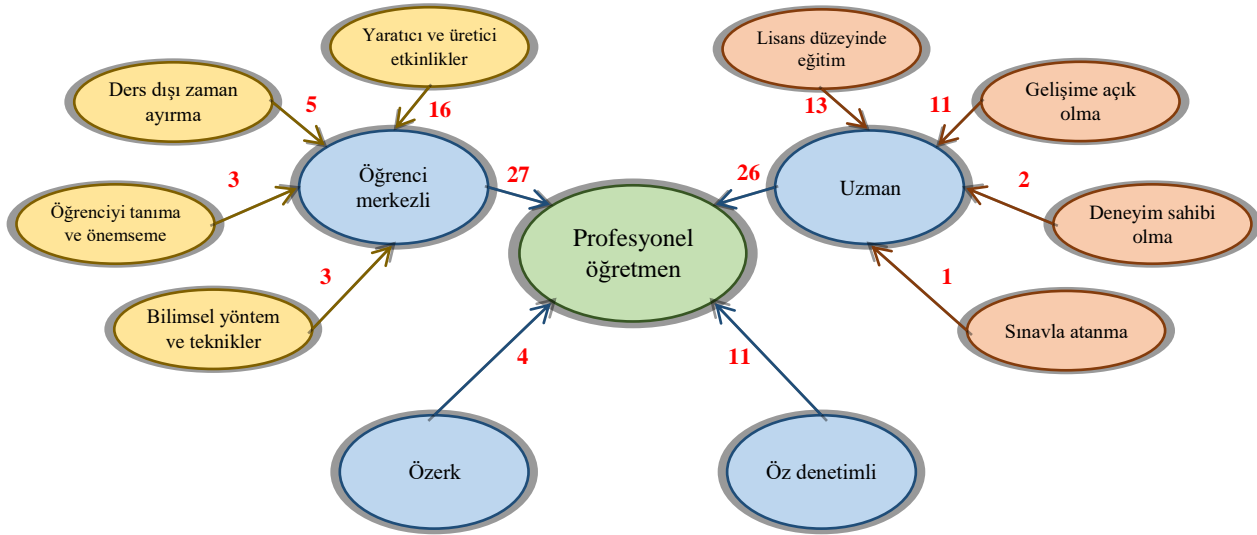 Yaratıcı ve üretici
etkinlikler
Lisans düzeyinde
eğitim
Ders dışı zaman
ayırma
Gelişime açık
olma
5
16
13
11
Öğrenci
merkezli
Uzman
3
27
26
2
Öğrenciyi tanıma
ve önemseme
Deneyim sahibi
olma
Profesyonel
öğretmen
3
1
Bilimsel yöntem
ve teknikler
Sınavla atanma
4
11
Özerk
Öz denetimli